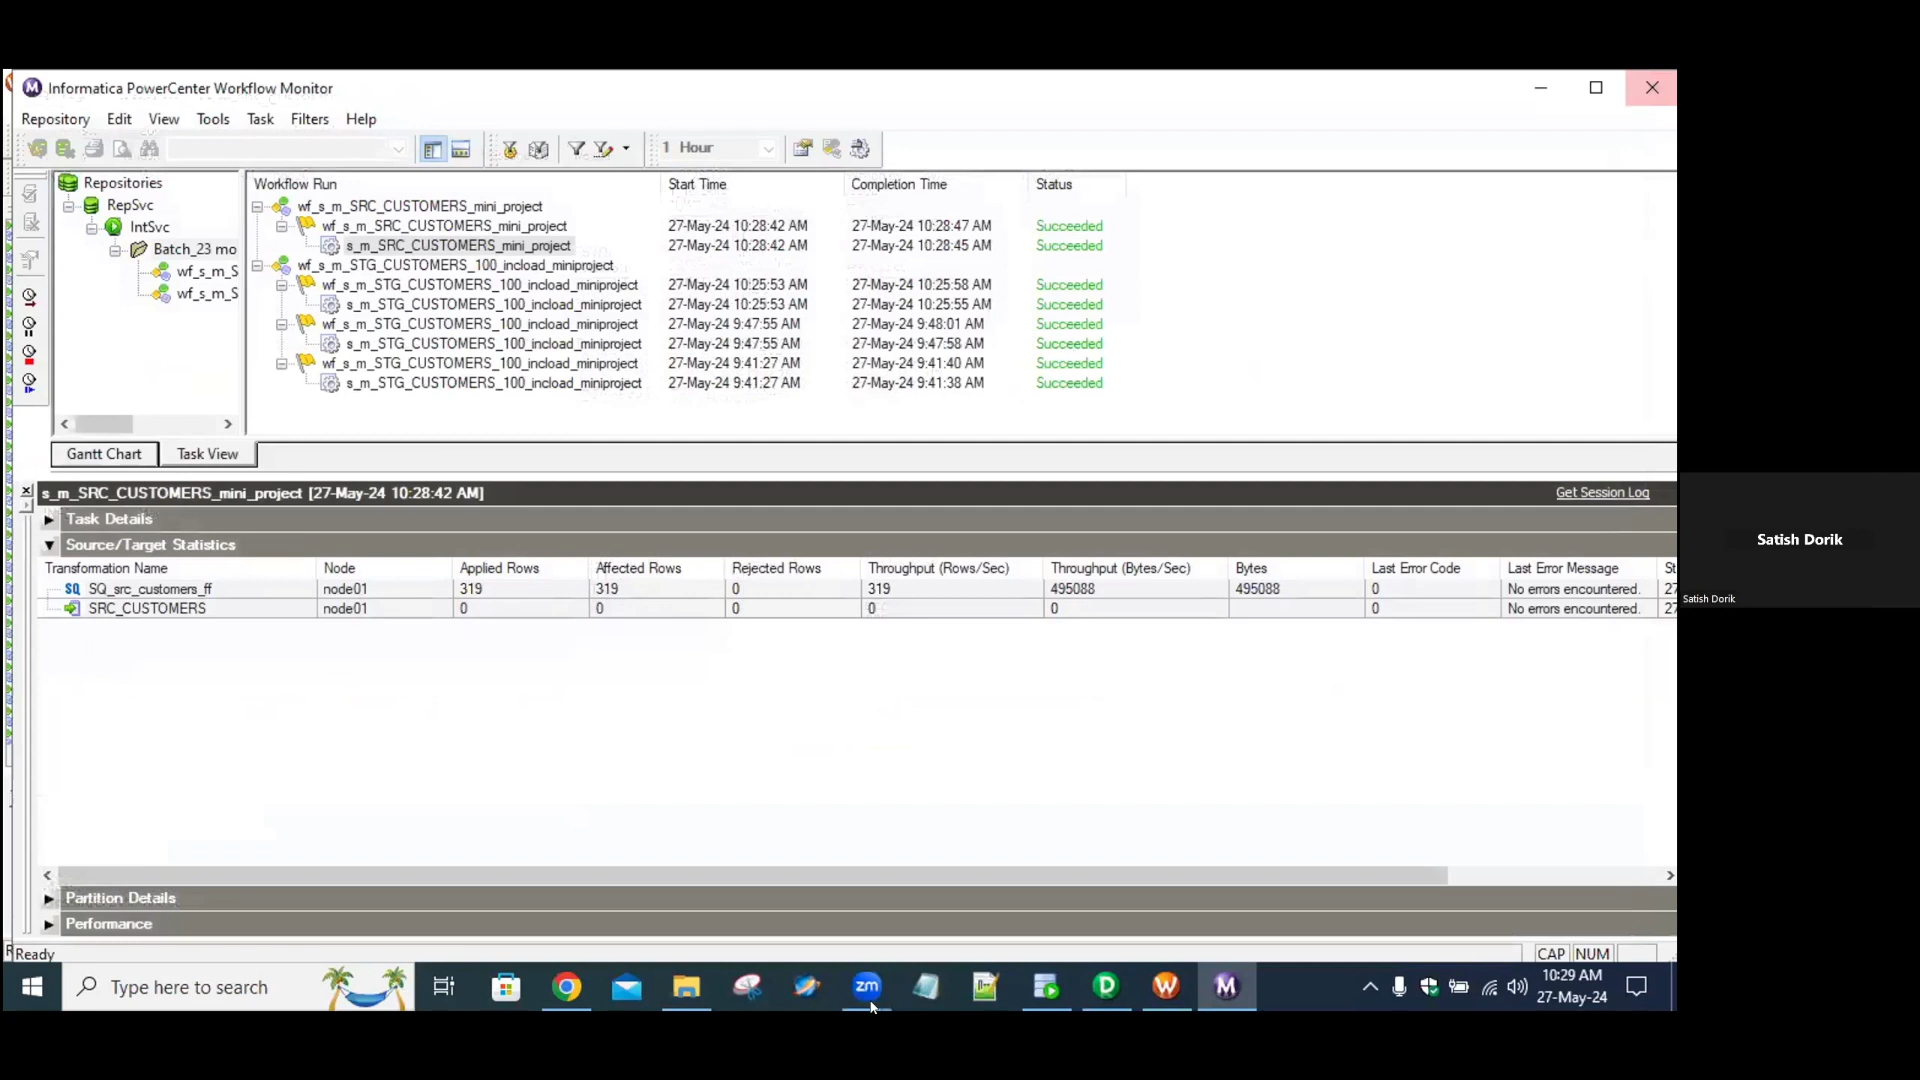 Informatica PowerCenter Workflow Monitor
Repository Edit View Tools Task Filters Help
1 Hour
Repositories
RepSvc
IntSvc
Batch_23 mo
wf_s_m_S
wf_s_m_S
Workflow Run Start Time Completion Time Status
wf_s_m_SRC_CUSTOMERS_mini_project
wf_s_m_SRC_CUSTOMERS_mini_project 27-May-24 10:28:42 AM 27-May-24 10:28:47 AM Succeeded
s_m_SRC_CUSTOMERS_mini_project 27-May-24 10:28:42 AM 27-May-24 10:28:45 AM Succeeded
wf_s_m_STG_CUSTOMERS_100_incload_miniproject
wf_s_m_STG_CUSTOMERS_100_incload_miniproject 27-May-24 10:25:53 AM 27-May-24 10:25:58 AM Succeeded
s_m_STG_CUSTOMERS_100_incload_miniproject 27-May-24 10:25:53 AM 27-May-24 10:25:55 AM Succeeded
wf_s_m_STG_CUSTOMERS_100_incload_miniproject 27-May-24 9:47:55 AM 27-May-24 9:48:01 AM Succeeded
s_m_STG_CUSTOMERS_100_incload_miniproject 27-May-24 9:47:55 AM 27-May-24 9:47:58 AM Succeeded
wf_s_m_STG_CUSTOMERS_100_incload_miniproject 27-May-24 9:41:27 AM 27-May-24 9:41:40 AM Succeeded
s_m_STG_CUSTOMERS_100_incload_miniproject 27-May-24 9:41:27 AM 27-May-24 9:41:38 AM Succeeded
Gantt Chart Task View
s_m_SRC_CUSTOMERS_mini_project [27-May-24 10:28:42 AM] Get Session Log
Task Details
Source/Target Statistics
Transformation Name Node Applied Rows Affected Rows Rejected Rows Throughput (Rows/Sec) Throughput (Bytes/Sec) Bytes Last Error Code Last Error Message St
SQ SQ_src_customers_ff node01 319 319 0 319 495088 495088 0 No errors encountered. 27
SRC_CUSTOMERS node01 0 0 0 0 0 0 No errors encountered. 27
Partition Details
Performance
Ready CAP NUM
Type here to search
zm
D
W
M
10:29 AM
27-May-24
Satish Dorik
Satish Dorik